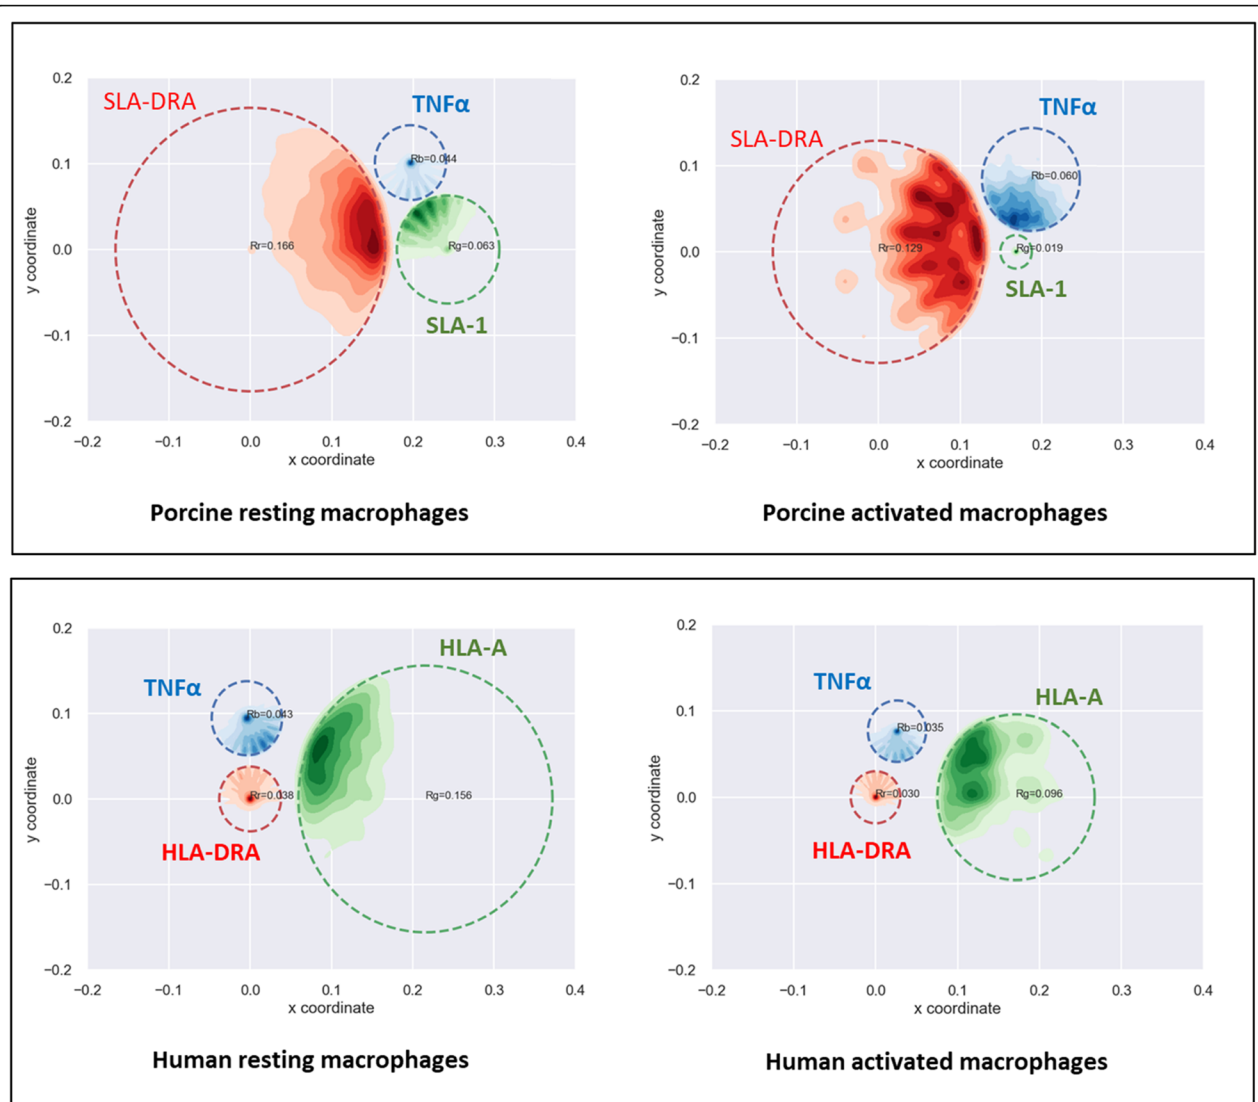 0.2
0.1
0.0
−0.1
−0.2
y coordinate
SLA-DRA
TNFα
Rb=0.044
Rr=0.166
Rg=0.063
SLA-1
−0.2 −0.1 0.0 0.1 0.2 0.3 0.4
x coordinate
Porcine resting macrophages
0.2
0.1
0.0
−0.1
−0.2
y coordinate
TNFα
SLA-DRA
Rb=0.060
Rr=0.129
Rg=0.019
SLA-1
−0.2 −0.1 0.0 0.1 0.2 0.3 0.4
x coordinate
Porcine activated macrophages
0.2
0.1
0.0
−0.1
−0.2
y coordinate
HLA-A
TNFα
Rb=0.043
Rr=0.038
Rg=0.156
HLA-DRA
−0.2 −0.1 0.0 0.1 0.2 0.3 0.4
x coordinate
Human resting macrophages
0.2
0.1
0.0
−0.1
−0.2
y coordinate
TNFα
HLA-A
Rb=0.035
Rr=0.030
Rg=0.096
HLA-DRA
−0.2 −0.1 0.0 0.1 0.2 0.3 0.4
x coordinate
Human activated macrophages